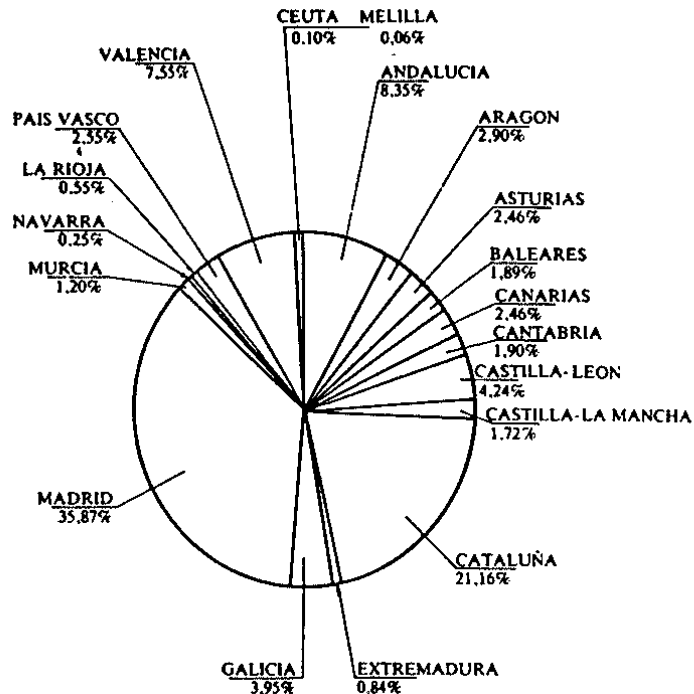 CEUTA
0.10%
MELILLA
0,06%
ANDALUCIA
8,35%
ARAGON
2,90%
ASTURIAS
2,46%
BALEARES
1,89%
CANARIAS
2,46%
CANTABRIA
1,90%
CASTILLA-LEON
4,24%
CASTILLA-LA MANCHA
1,72%
CATALUÑA
21,16%
EXTREMADURA
0,84%
GALICIA
3,95%
MADRID
35,87%
MURCIA
1,20%
NAVARRA
0,25%
LA RIOJA
0,55%
PAIS VASCO
2,55%
VALENCIA
7,55%